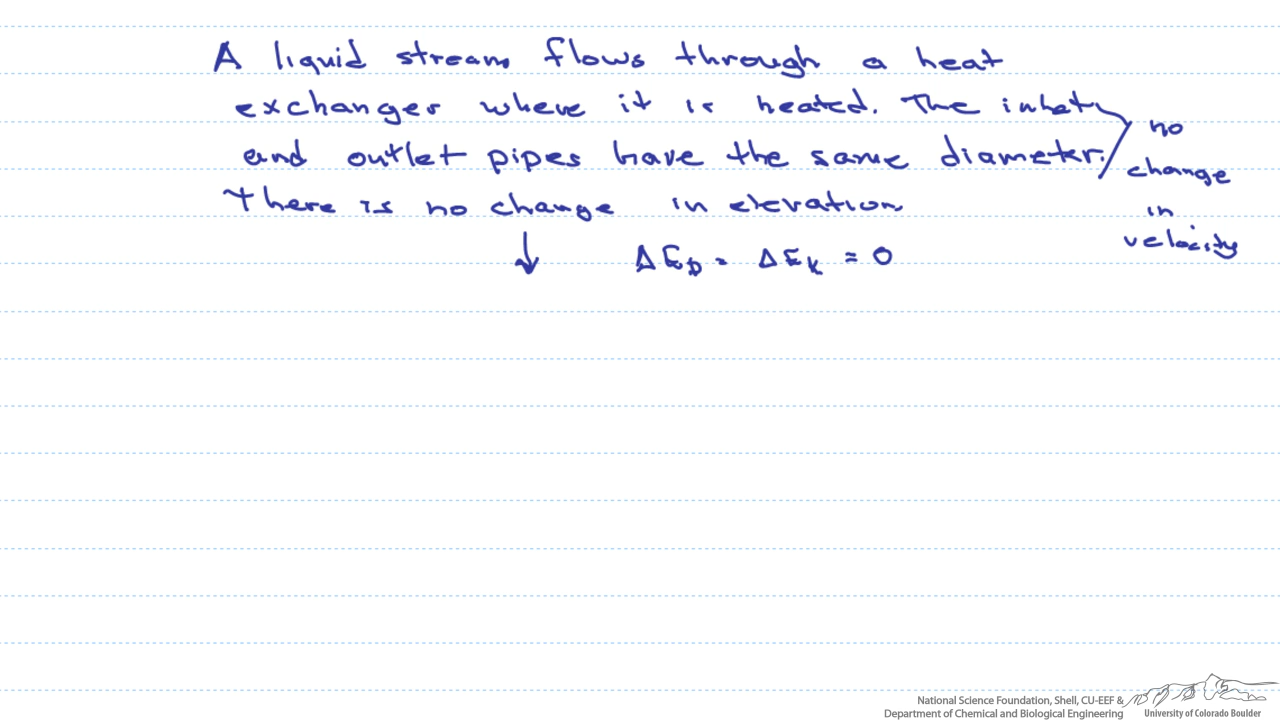 A liquid stream flows through a heat
exchanger where it is heated. The inlet
and outlet pipes have the same diameter.
There is no change in elevation
no
change
in
velocity
↓ ΔEp = ΔEk = 0
National Science Foundation, Shell, CU-EEF &
Department of Chemical and Biological Engineering
University of Colorado Boulder